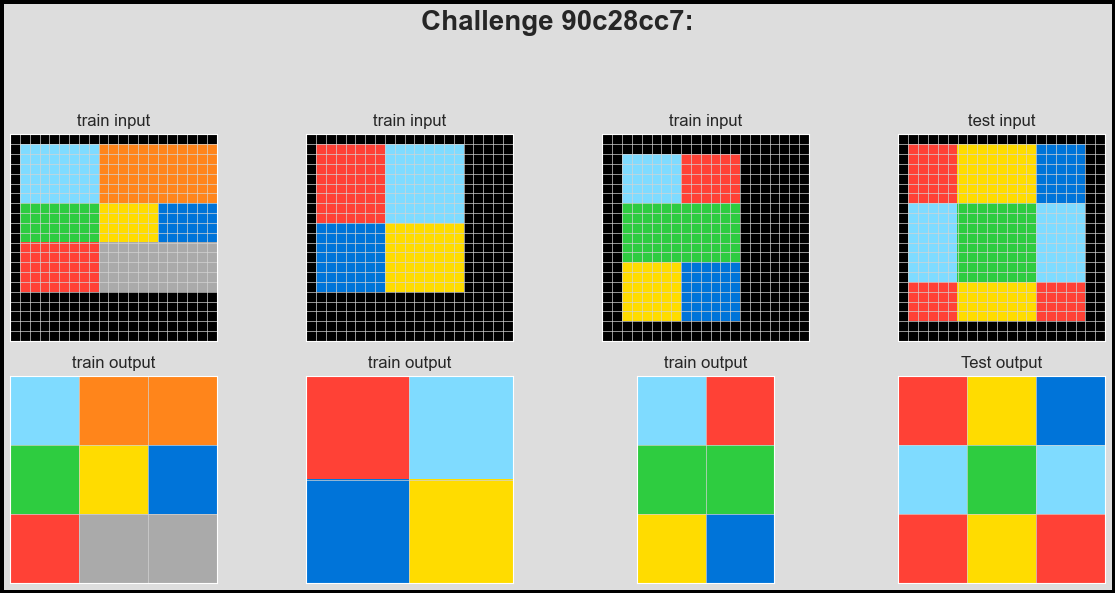 Challenge 90c28cc7:
train input
train input
train input
test input
train output
train output
train output
Test output